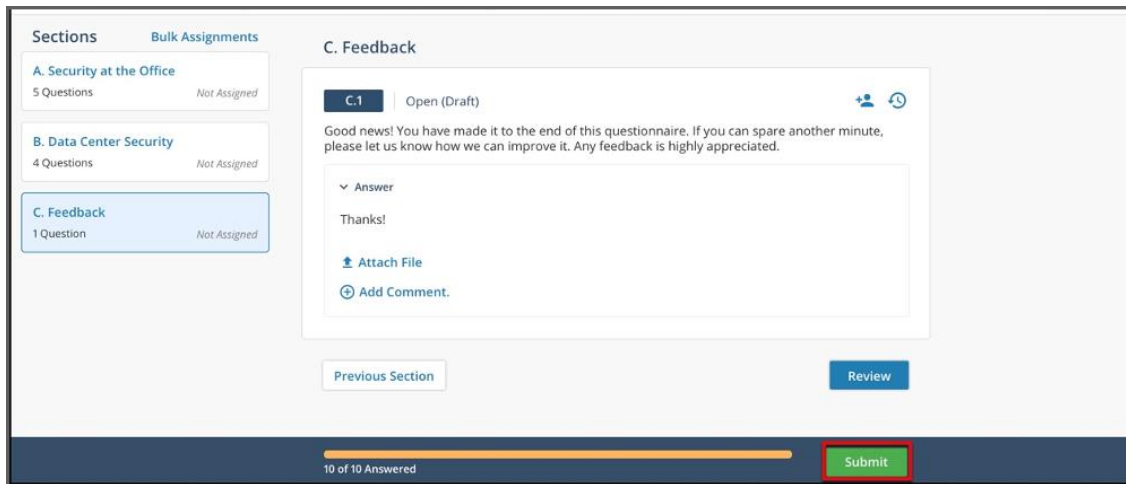 Sections
Bulk Assignments
A. Security at the Office
5 Questions
Not Assigned
B. Data Center Security
4 Questions
Not Assigned
C. Feedback
1 Question
Not Assigned
C. Feedback
C.1
Open (Draft)
Good news! You have made it to the end of this questionnaire. If you can spare another minute,
please let us know how we can improve it. Any feedback is highly appreciated.
Answer
Thanks!
Attach File
Add Comment.
Previous Section
Review
10 of 10 Answered
Submit